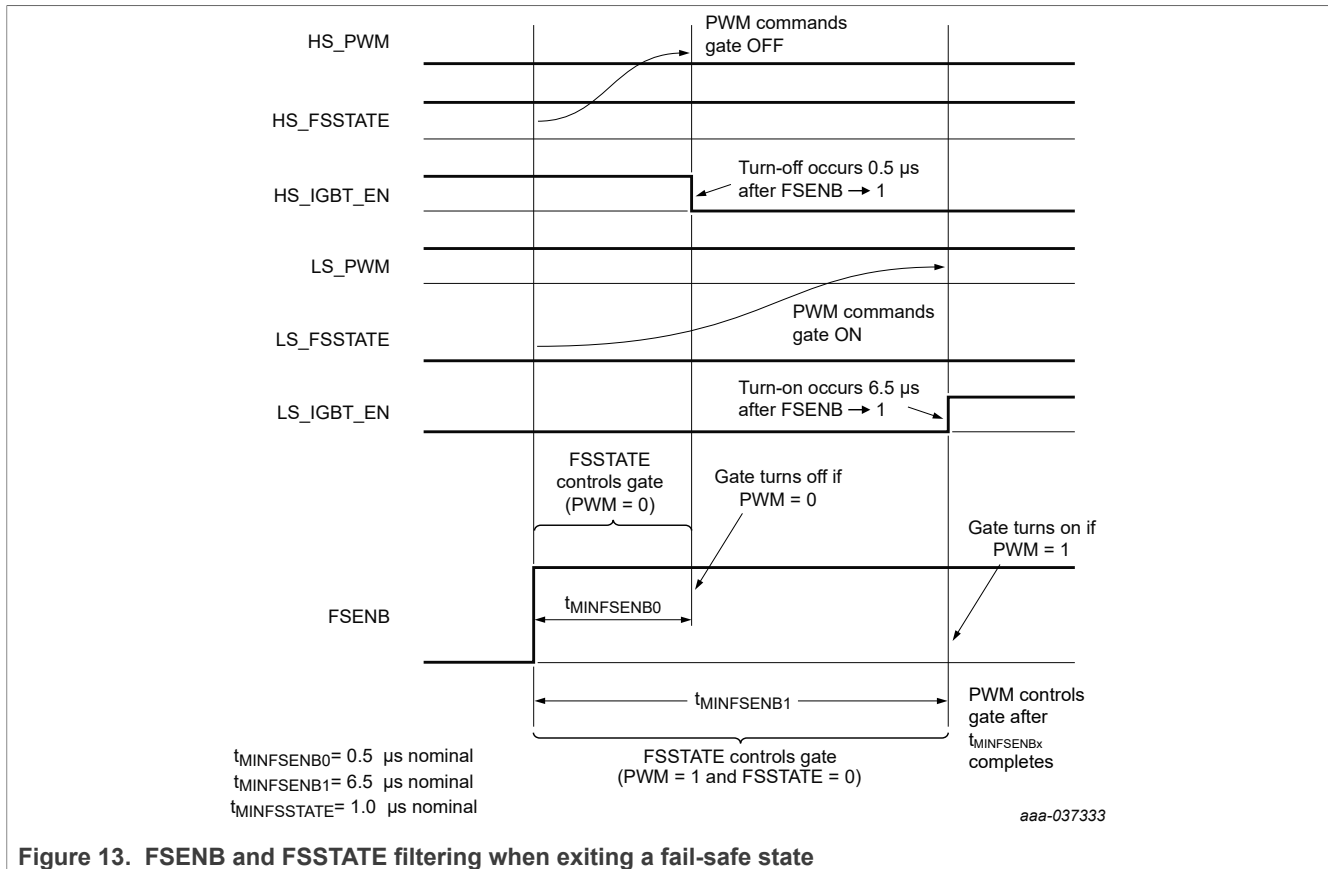 PWM commands
gate OFF
HS_PWM
HS_FSSTATE
Turn-off occurs 0.5 µs
after FSENB → 1
HS_IGBT_EN
LS_PWM
PWM commands
gate ON
LS_FSSTATE
Turn-on occurs 6.5 µs
after FSENB → 1
LS_IGBT_EN
FSSTATE
controls gate
(PWM = 0)
Gate turns off if
PWM = 0
Gate turns on if
PWM = 1
tMINFSENB0
FSENB
tMINFSENB1
PWM controls
gate after
tMINFSENBx
completes
FSSTATE controls gate
(PWM = 1 and FSSTATE = 0)
tMINFSENB0= 0.5 µs nominal
tMINFSENB1= 6.5 µs nominal
tMINFSSTATE= 1.0 µs nominal
aaa-037333
Figure 13. FSENB and FSSTATE filtering when exiting a fail-safe state